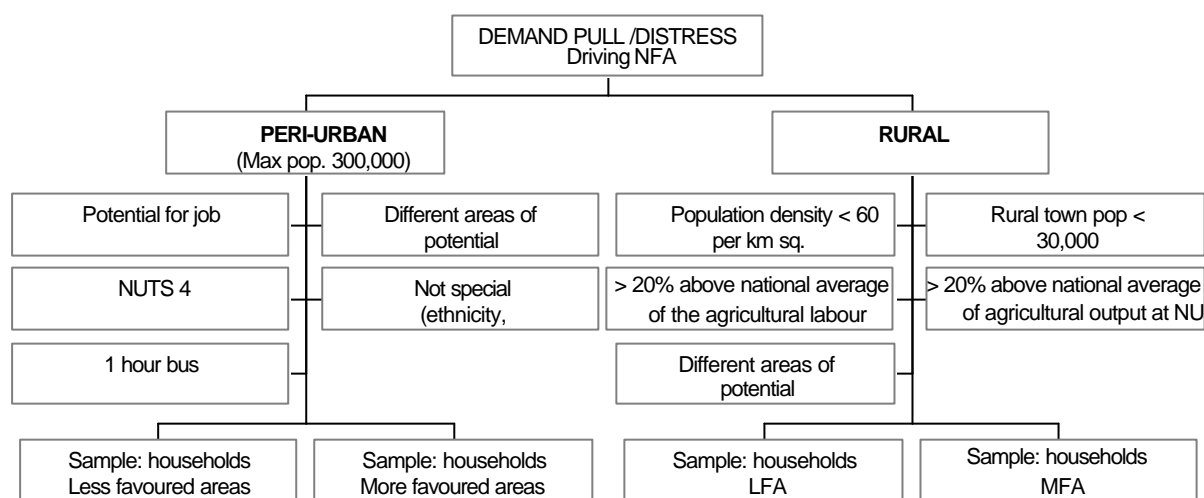 DEMAND PULL /DISTRESS
Driving NFA
PERI-URBAN
(Max pop. 300,000)
RURAL
Potential for job
Different areas of
potential
Population density < 60
per km sq.
Rural town pop <
30,000
NUTS 4
Not special
(ethnicity,
> 20% above national average
of the agricultural labour
> 20% above national average
of agricultural output at NU
1 hour bus
Different areas of
potential
Sample: households
Less favoured areas
Sample: households
More favoured areas
Sample: households
LFA
Sample: households
MFA